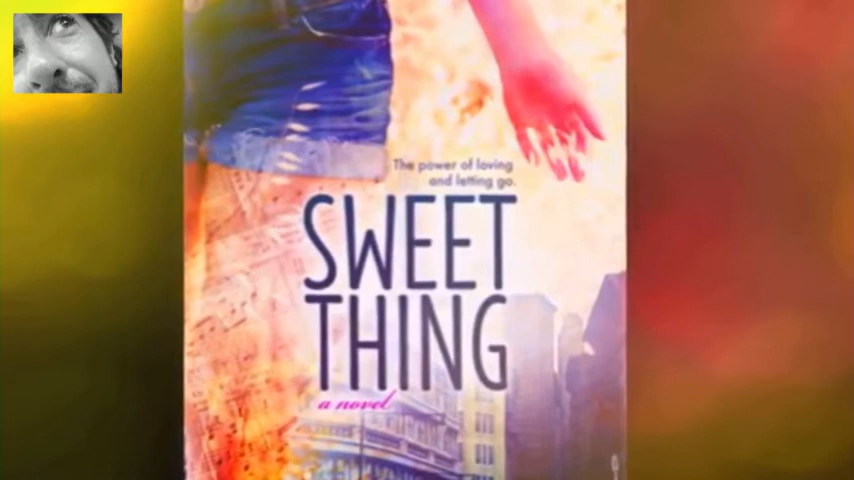 The power of loving
and letting go.
SWEET
THING
a novel